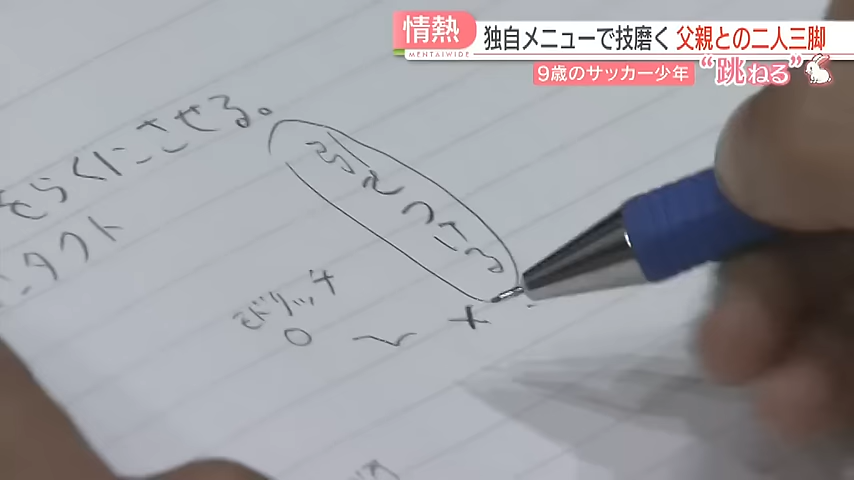 情熱
MENTAIWIDE
独自メニューで技磨く 父親との二人三脚
9歳のサッカー少年
“跳ねる”
そらくにさせる。
タクト
モドリッチ